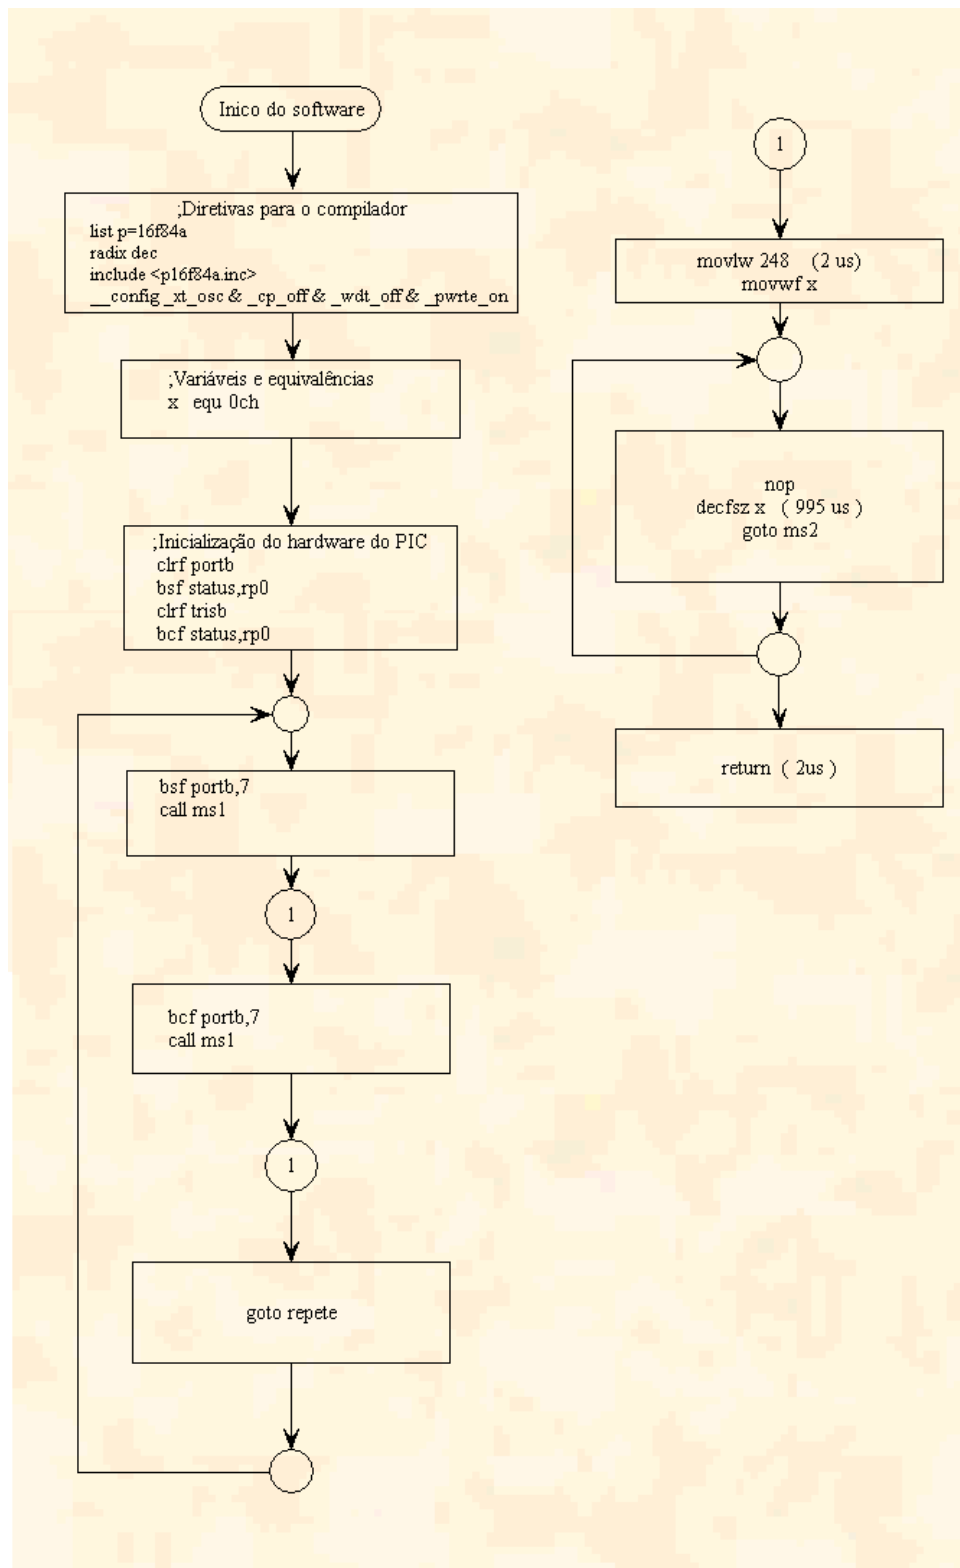 Inico do software
;Diretivas para o compilador
list p=16f84a
radix dec
include <p16f84a.inc>
__config _xt_osc & _cp_off & _wdt_off & _pwrte_on
;Variáveis e equivalências
x equ 0ch
;Inicialização do hardware do PIC
clrf portb
bsf status,rp0
clrf trisb
bcf status,rp0
bsf portb,7
call ms1
1
bcf portb,7
call ms1
1
goto repete
1
movlw 248 (2 us)
movwf x
nop
decfsz x ( 995 us )
goto ms2
return ( 2us )